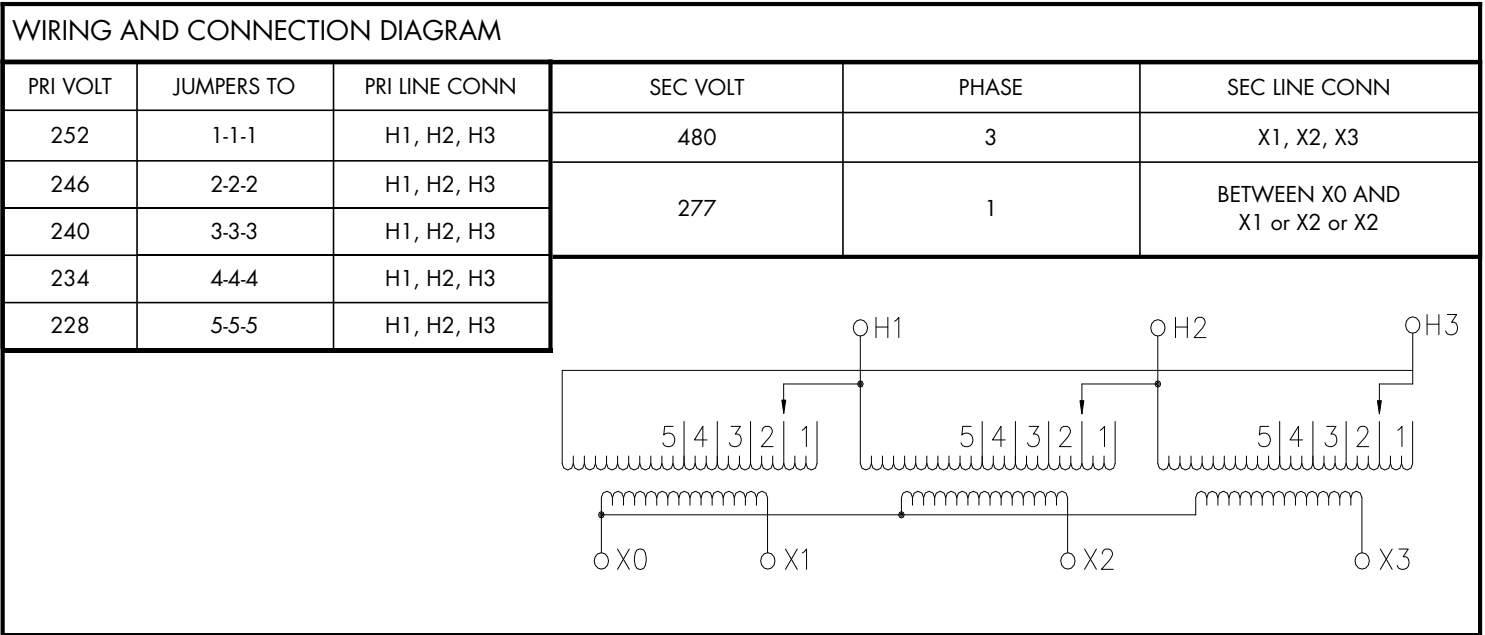 WIRING AND CONNECTION DIAGRAM
PRI VOLT JUMPERS TO PRI LINE CONN
252 1-1-1 H1, H2, H3
246 2-2-2 H1, H2, H3
240 3-3-3 H1, H2, H3
234 4-4-4 H1, H2, H3
228 5-5-5 H1, H2, H3
SEC VOLT PHASE SEC LINE CONN
480 3 X1, X2, X3
277 1 BETWEEN X0 AND
X1 or X2 or X2
H1 H2 H3
5 4 3 2 1 5 4 3 2 1 5 4 3 2 1
X0 X1 X2 X3